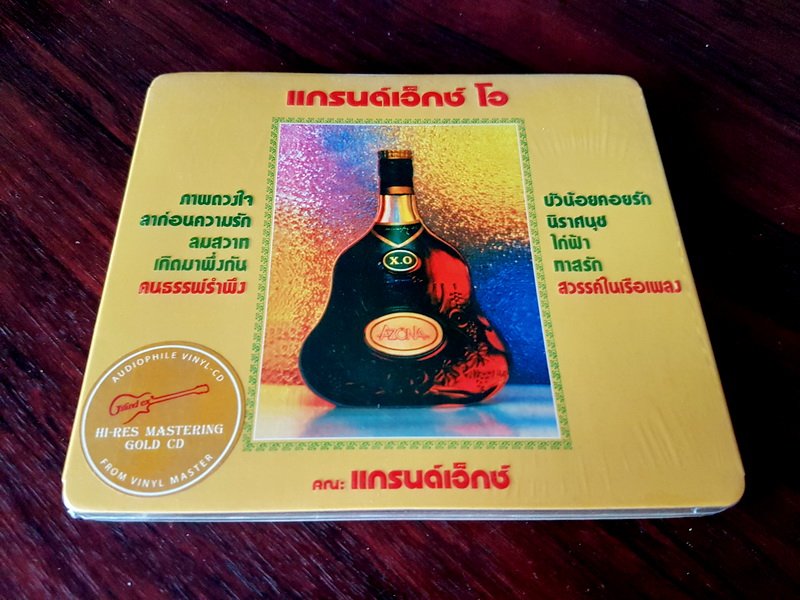 แกรนด์เอ็กซ์ โอ
ภาพดวงใจ
ลาก่อนความรัก
ลมสวาท
เกิดมาพึ่งกัน
คนธรรพ์รำพึง
บัวน้อยคอยรัก
นิราศนุช
ไก่ฟ้า
ทาสรัก
สวรรค์ในเรือเพลง
X.O
AUDIOPHILE VINYL-CD
Grand ex'
HI-RES MASTERING
GOLD CD
FROM VINYL MASTER
คณะ แกรนด์เอ็กซ์